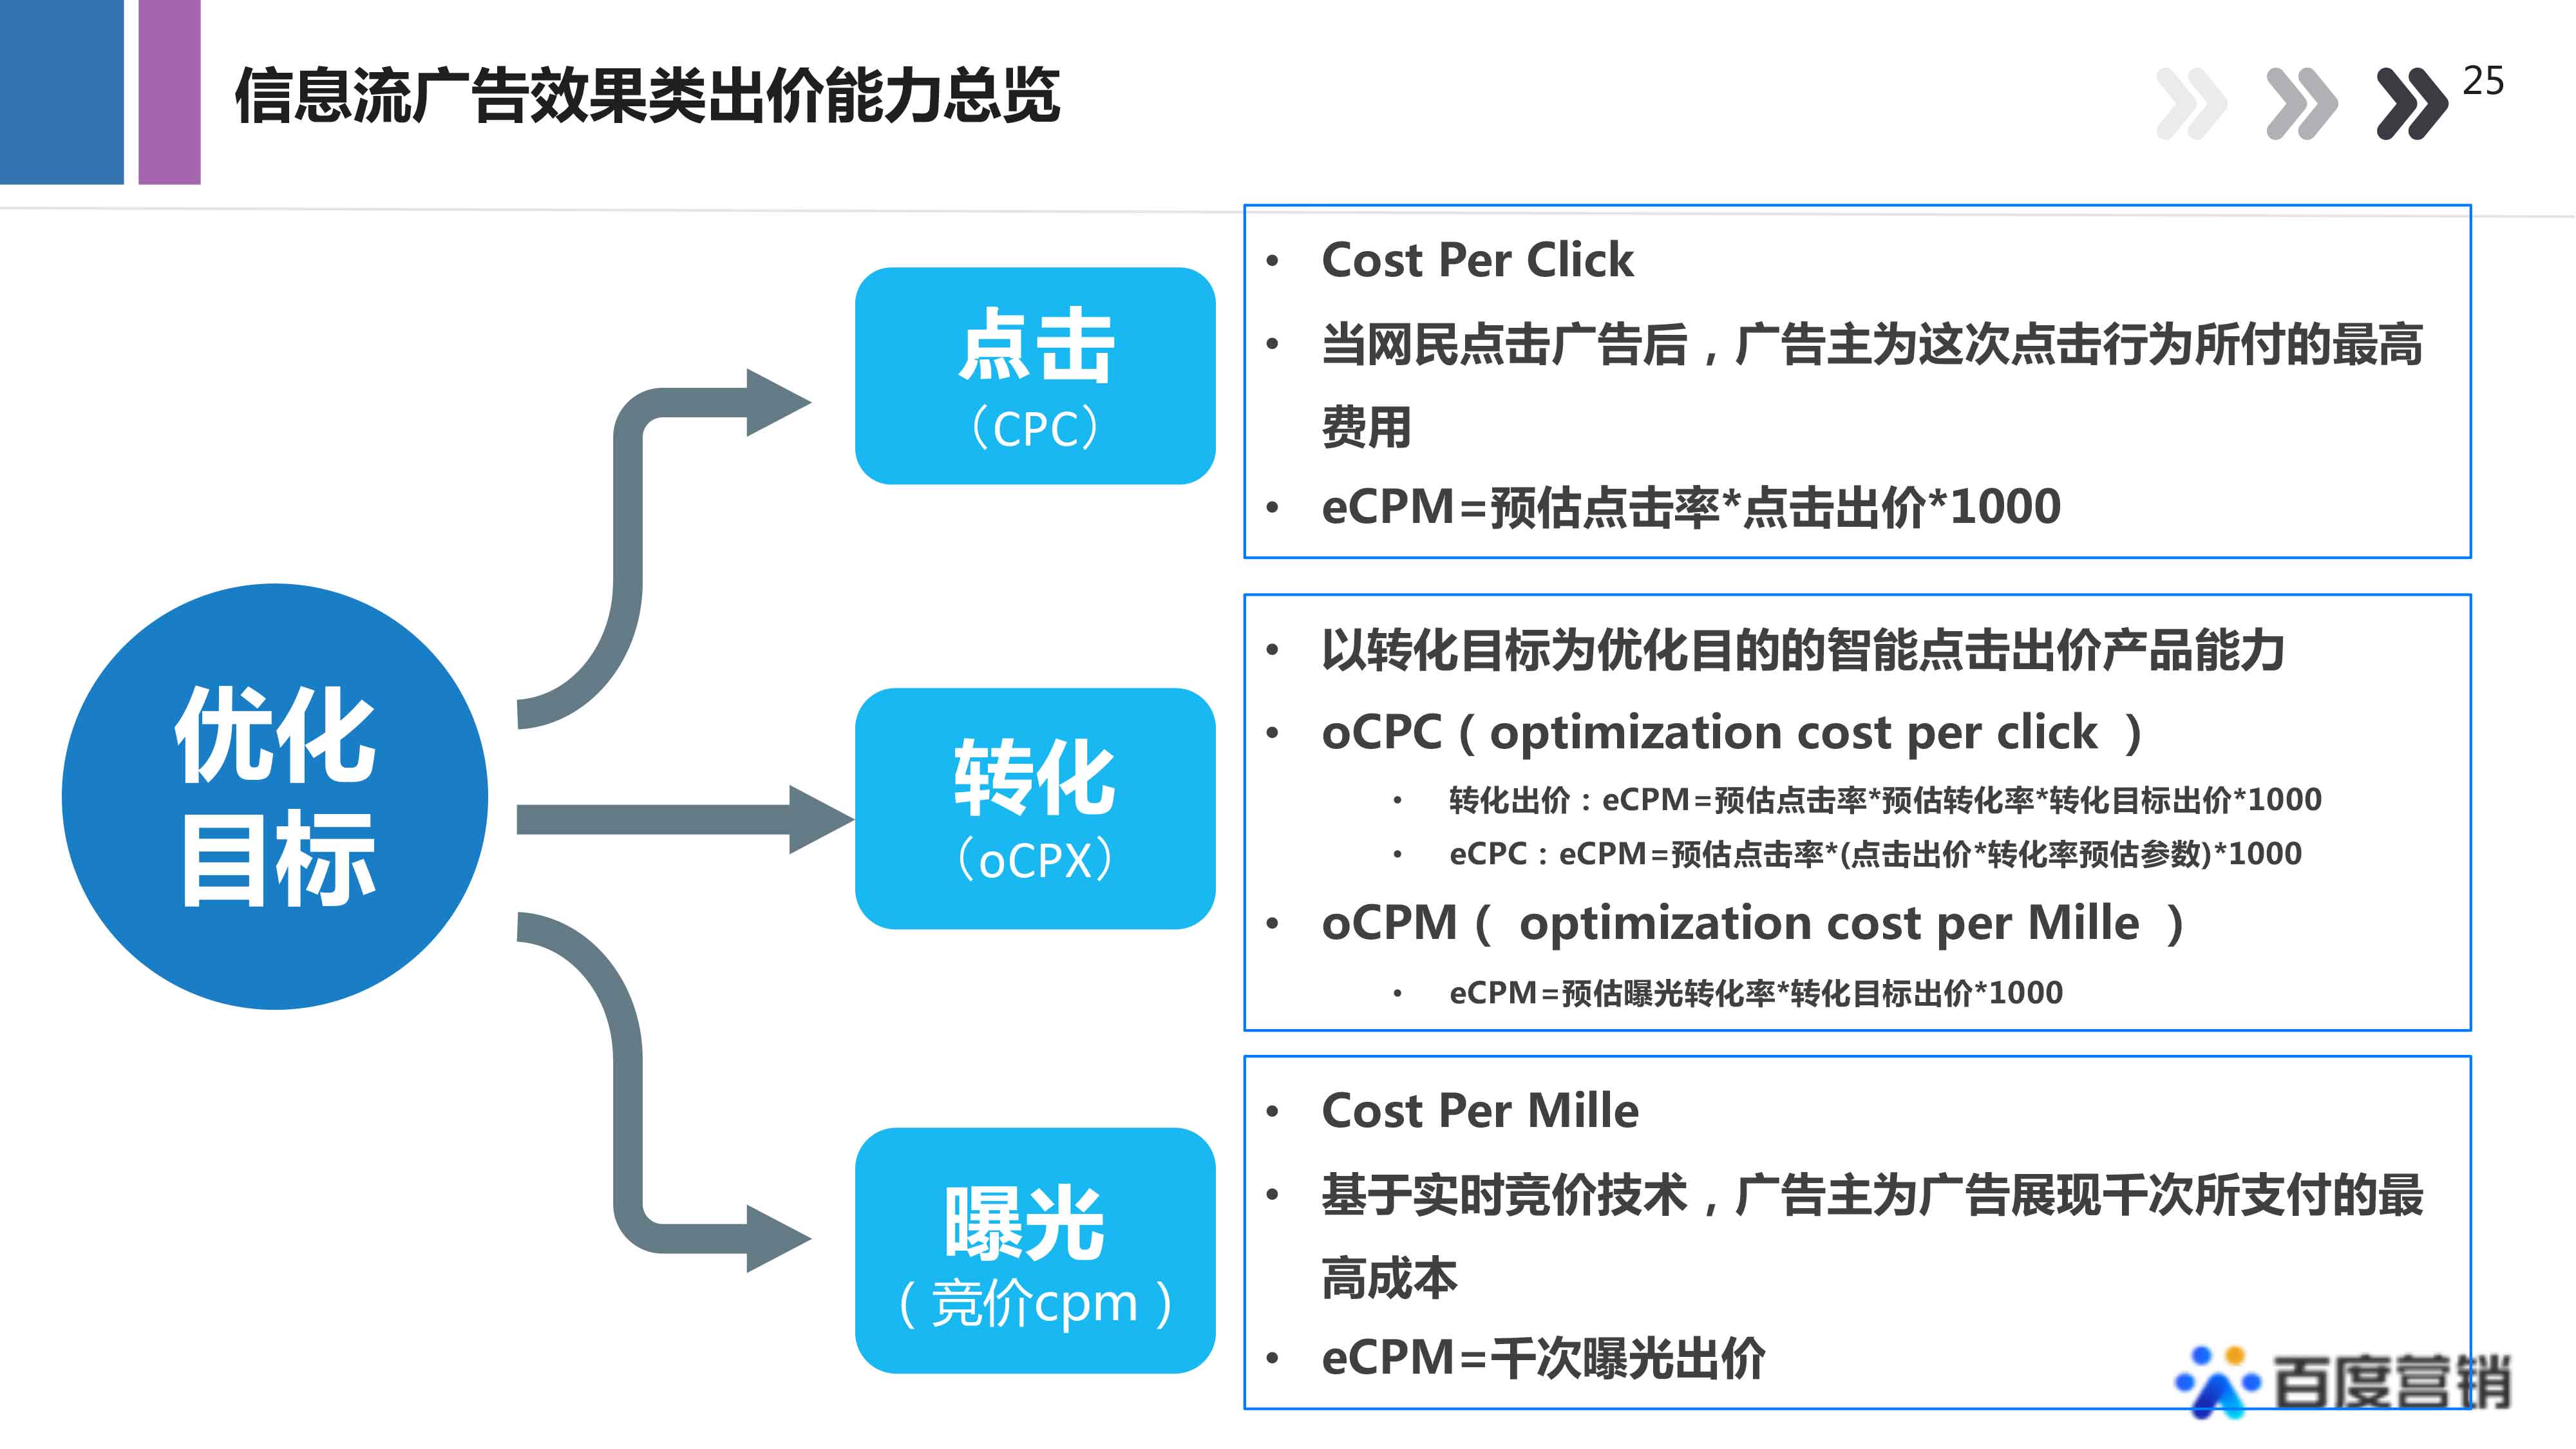 信息流广告效果类出价能力总览
25
优化
目标
点击
（CPC）
• Cost Per Click
• 当网民点击广告后，广告主为这次点击行为所付的最高
费用
• eCPM=预估点击率*点击出价*1000
转化
（oCPX）
• 以转化目标为优化目的的智能点击出价产品能力
• oCPC（optimization cost per click ）
• 转化出价：eCPM=预估点击率*预估转化率*转化目标出价*1000
• eCPC：eCPM=预估点击率*(点击出价*转化率预估参数)*1000
• oCPM（ optimization cost per Mille ）
• eCPM=预估曝光转化率*转化目标出价*1000
曝光
（竞价cpm）
• Cost Per Mille
• 基于实时竞价技术，广告主为广告展现千次所支付的最
高成本
• eCPM=千次曝光出价
百度营销